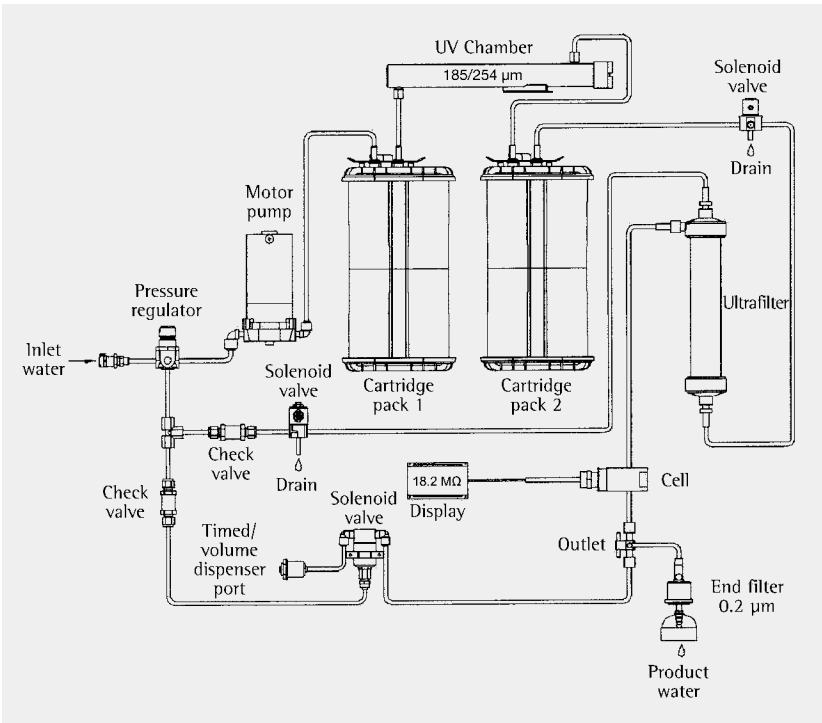 UV Chamber
185/254 µm
Solenoid
valve
Drain
Motor
pump
Pressure
regulator
Ultrafilter
Inlet
water
Solenoid
valve
Cartridge
pack 1
Cartridge
pack 2
Check
valve
Drain
Check
valve
Solenoid
valve
18.2 MΩ
Display
Cell
Timed/
volume
dispenser
port
Outlet
End filter
0.2 µm
Product
water